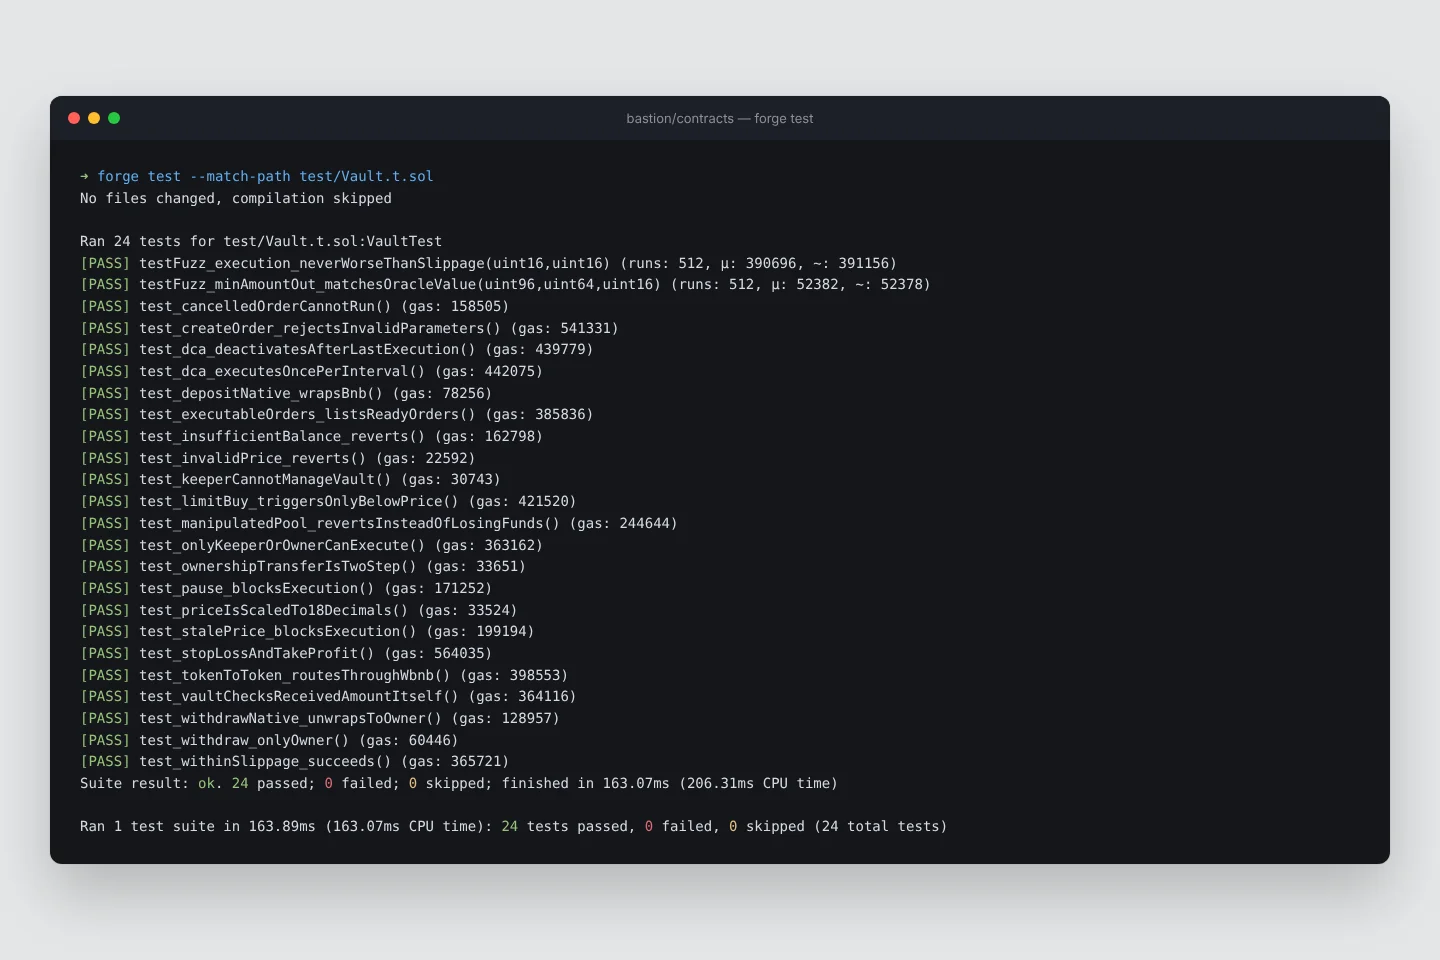 bastion/contracts — forge test
→ forge test --match-path test/Vault.t.sol
No files changed, compilation skipped
Ran 24 tests for test/Vault.t.sol:VaultTest
[PASS] testFuzz_execution_neverWorseThanSlippage(uint16,uint16) (runs: 512, μ: 390696, ~: 391156)
[PASS] testFuzz_minAmountOut_matchesOracleValue(uint96,uint64,uint16) (runs: 512, μ: 52382, ~: 52378)
[PASS] test_cancelledOrderCannotRun() (gas: 158505)
[PASS] test_createOrder_rejectsInvalidParameters() (gas: 541331)
[PASS] test_dca_deactivatesAfterLastExecution() (gas: 439779)
[PASS] test_dca_executesOncePerInterval() (gas: 442075)
[PASS] test_depositNative_wrapsBnb() (gas: 78256)
[PASS] test_executableOrders_listsReadyOrders() (gas: 385836)
[PASS] test_insufficientBalance_reverts() (gas: 162798)
[PASS] test_invalidPrice_reverts() (gas: 22592)
[PASS] test_keeperCannotManageVault() (gas: 30743)
[PASS] test_limitBuy_triggersOnlyBelowPrice() (gas: 421520)
[PASS] test_manipulatedPool_revertsInsteadOfLosingFunds() (gas: 244644)
[PASS] test_onlyKeeperOrOwnerCanExecute() (gas: 363162)
[PASS] test_ownershipTransferIsTwoStep() (gas: 33651)
[PASS] test_pause_blocksExecution() (gas: 171252)
[PASS] test_priceIsScaledTo18Decimals() (gas: 33524)
[PASS] test_stalePrice_blocksExecution() (gas: 199194)
[PASS] test_stopLossAndTakeProfit() (gas: 564035)
[PASS] test_tokenToToken_routesThroughWbnb() (gas: 398553)
[PASS] test_vaultChecksReceivedAmountItself() (gas: 364116)
[PASS] test_withdrawNative_unwrapsToOwner() (gas: 128957)
[PASS] test_withdraw_onlyOwner() (gas: 60446)
[PASS] test_withinSlippage_succeeds() (gas: 365721)
Suite result: ok. 24 passed; 0 failed; 0 skipped; finished in 163.07ms (206.31ms CPU time)
Ran 1 test suite in 163.89ms (163.07ms CPU time): 24 tests passed, 0 failed, 0 skipped (24 total tests)